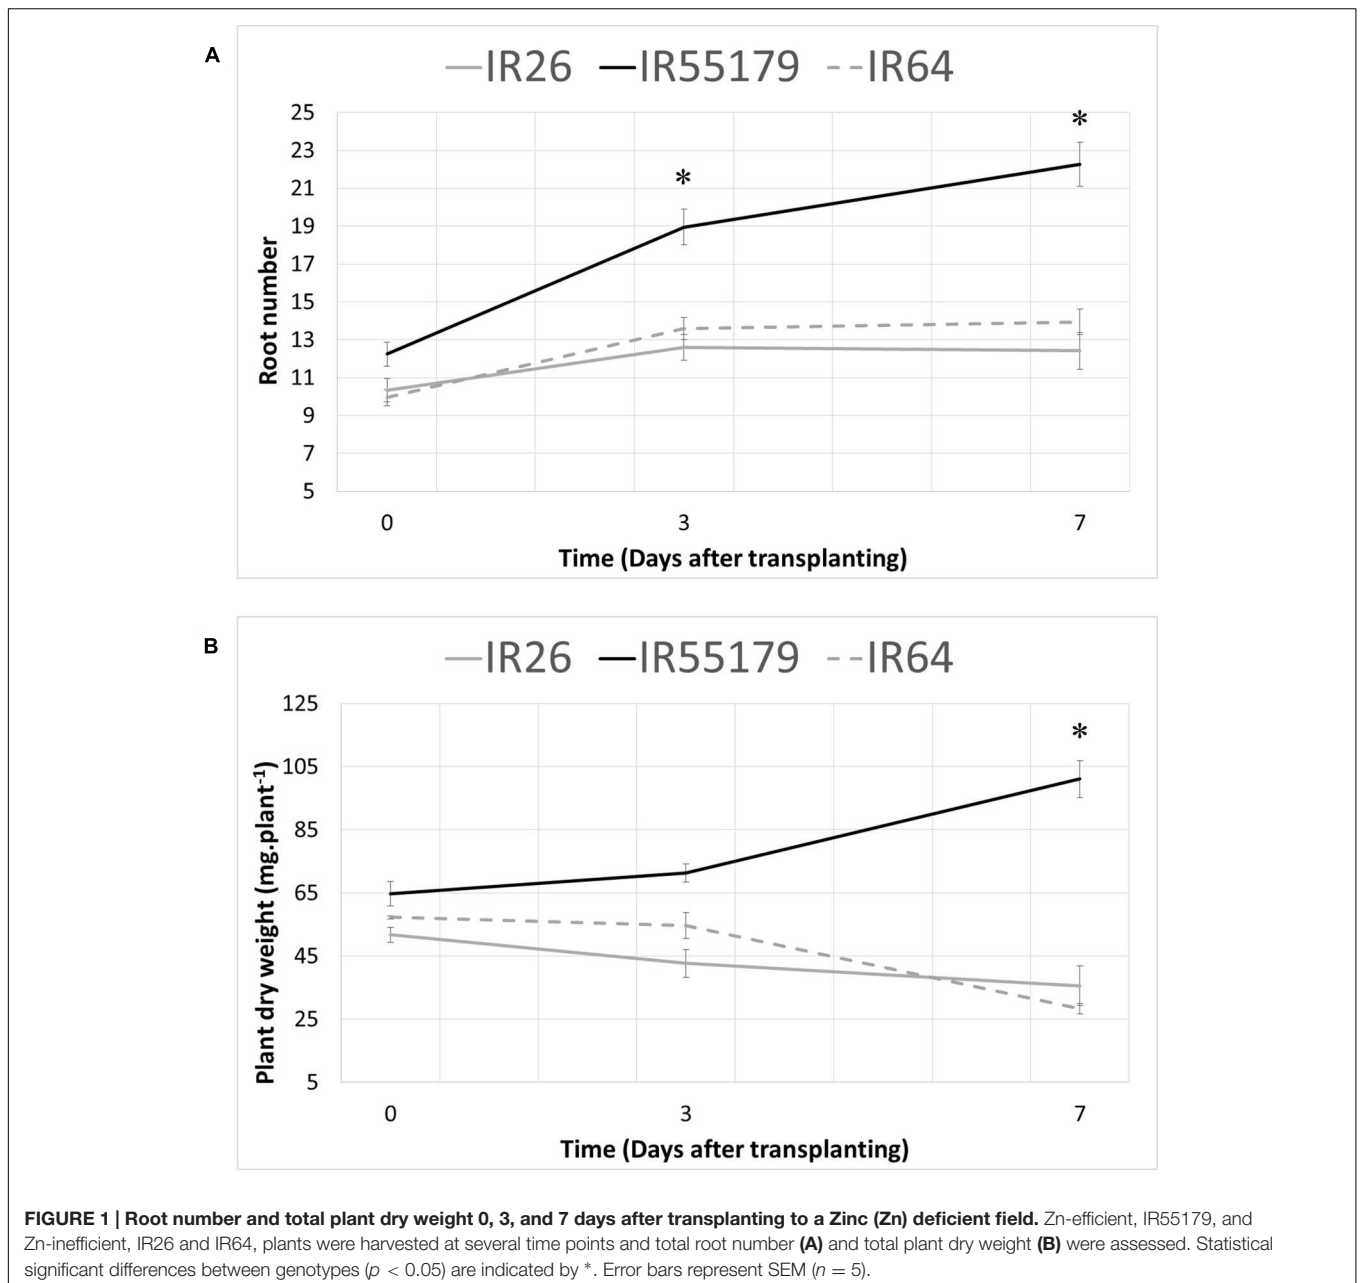 A
IR26 IR55179 IR64
25
23
21
19
17
15
13
11
9
7
5
Root number
*
*
0 3 7
Time (Days after transplanting)
B
IR26 IR55179 IR64
125
105
85
65
45
25
5
Plant dry weight (mg.plant⁻¹)
*
0 3 7
Time (Days after transplanting)
FIGURE 1 | Root number and total plant dry weight 0, 3, and 7 days after transplanting to a Zinc (Zn) deficient field. Zn-efficient, IR55179, and
Zn-inefficient, IR26 and IR64, plants were harvested at several time points and total root number (A) and total plant dry weight (B) were assessed. Statistical
significant differences between genotypes (p < 0.05) are indicated by *. Error bars represent SEM (n = 5).